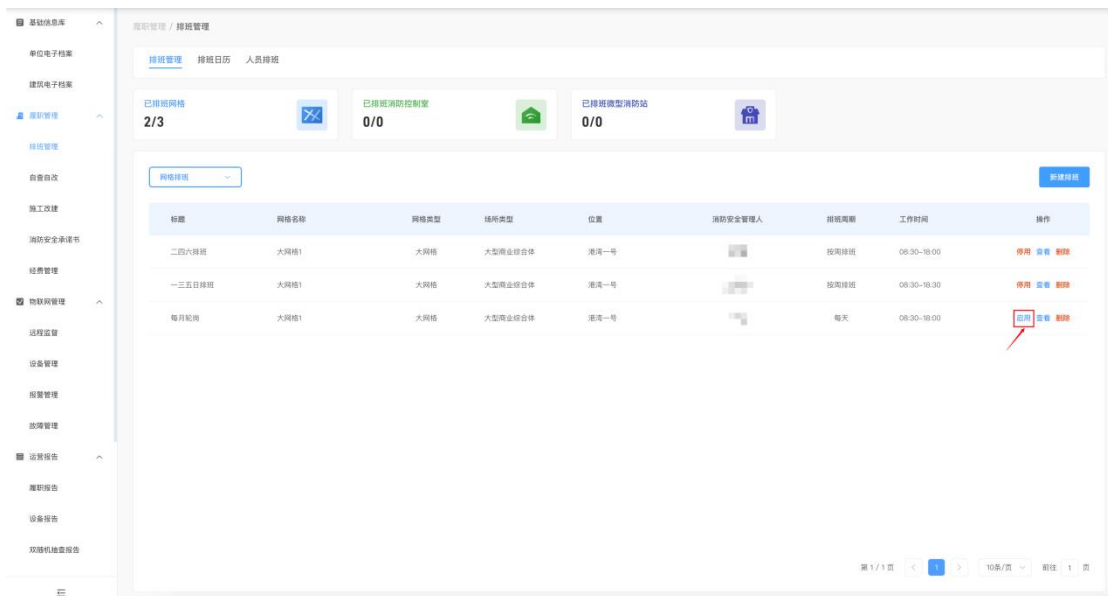 基础信息库
单位电子档案
建筑电子档案
履职管理
排班管理
自查自改
施工改建
消防安全承诺书
经费管理
物联网管理
远程监督
设备管理
报警管理
故障管理
运营报告
履职报告
设备报告
双随机抽查报告
履职管理 / 排班管理
排班管理 排班日历 人员排班
已排班网格
2/3
已排班消防控制室
0/0
已排班微型消防站
0/0
网格排班
新建排班
标题 网格名称 网格类型 场所类型 位置 消防安全管理人 排班周期 工作时间 操作
二四六排班 大网格1 大网格 大型商业综合体 港湾一号 按周排班 08:30-18:00 停用 查看 删除
一三五日排班 大网格1 大网格 大型商业综合体 港湾一号 按周排班 08:30-18:30 停用 查看 删除
每月轮岗 大网格1 大网格 大型商业综合体 港湾一号 每天 08:30-18:00 启用 查看 删除
第 1 / 1 页 < 1 > 10条/页 前往 1 页